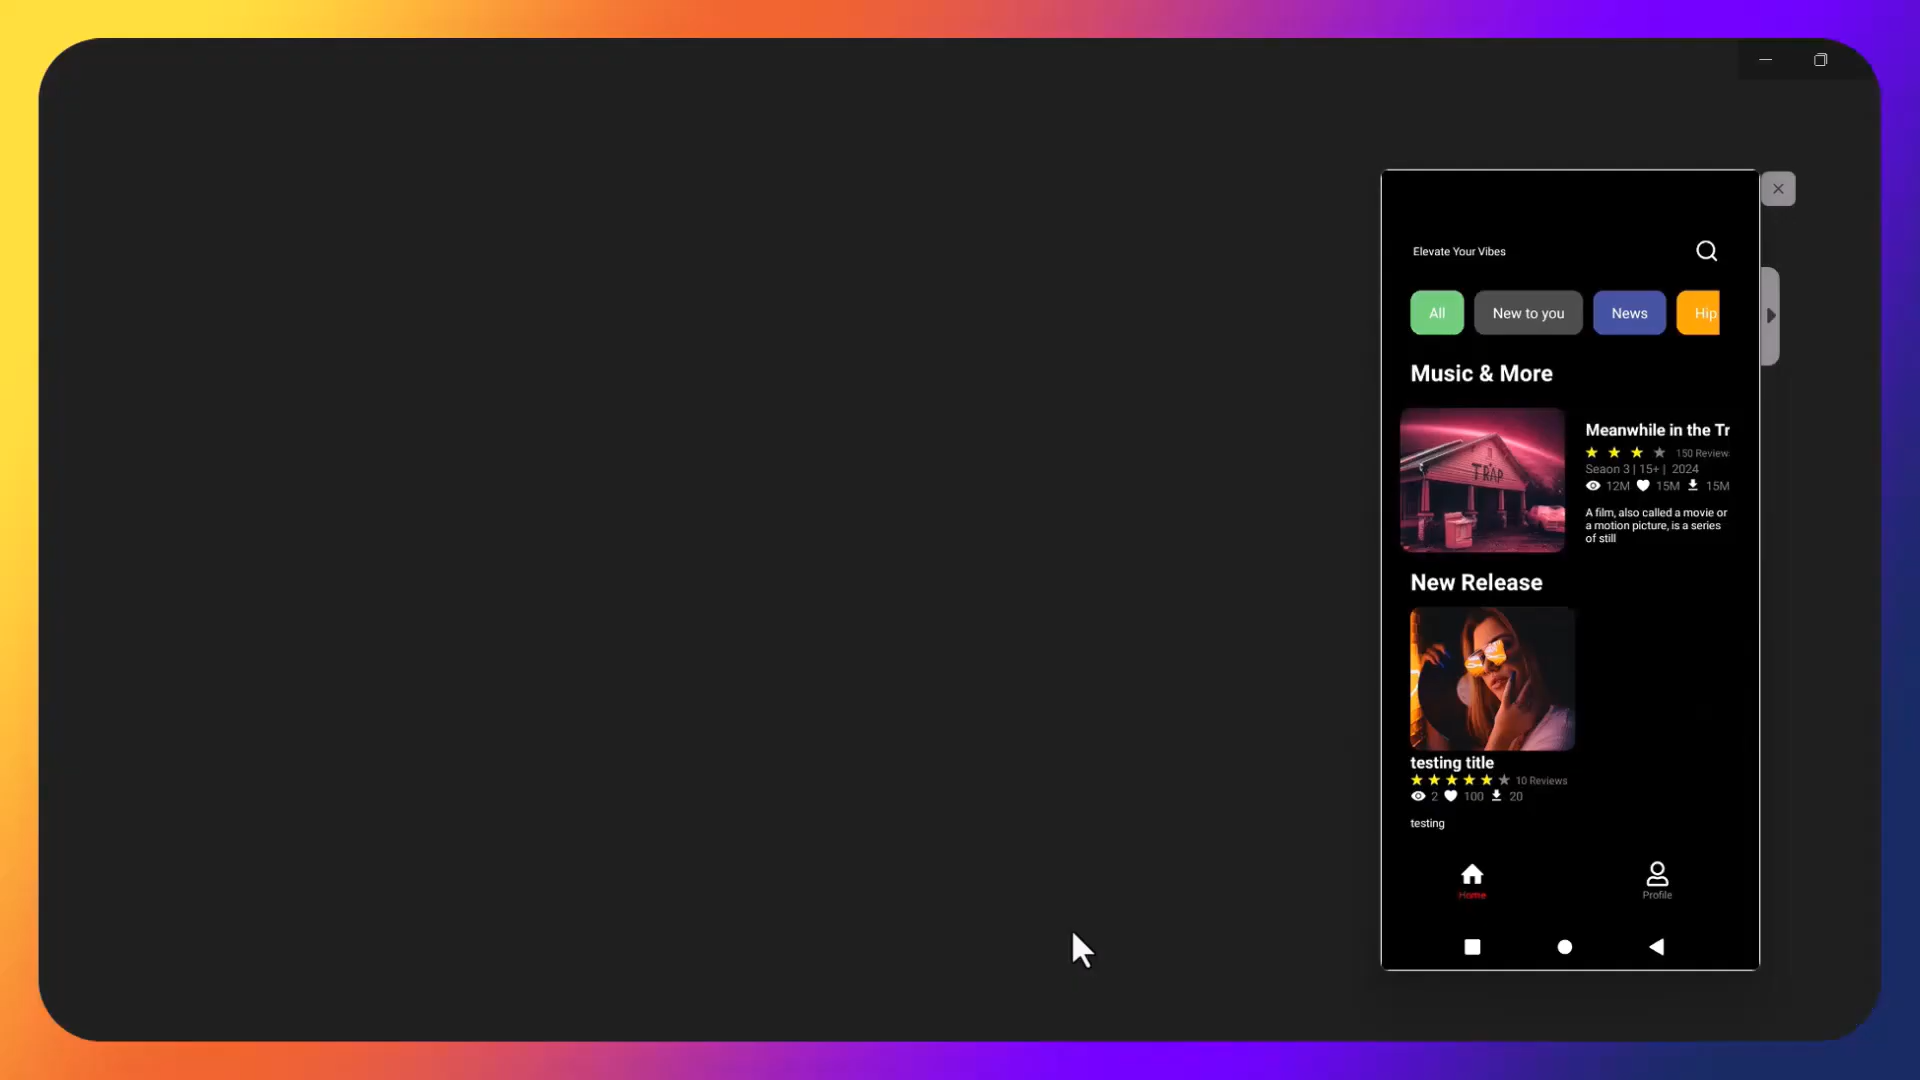 Elevate Your Vibes
All
New to you
News
Hip
Music & More
TRAP
Meanwhile in the Tr
150 Review
Seaon 3 | 15+ | 2024
12M 15M 15M
A film, also called a movie or
a motion picture, is a series
of still
New Release
testing title
10 Reviews
2 100 20
testing
Home
Profile